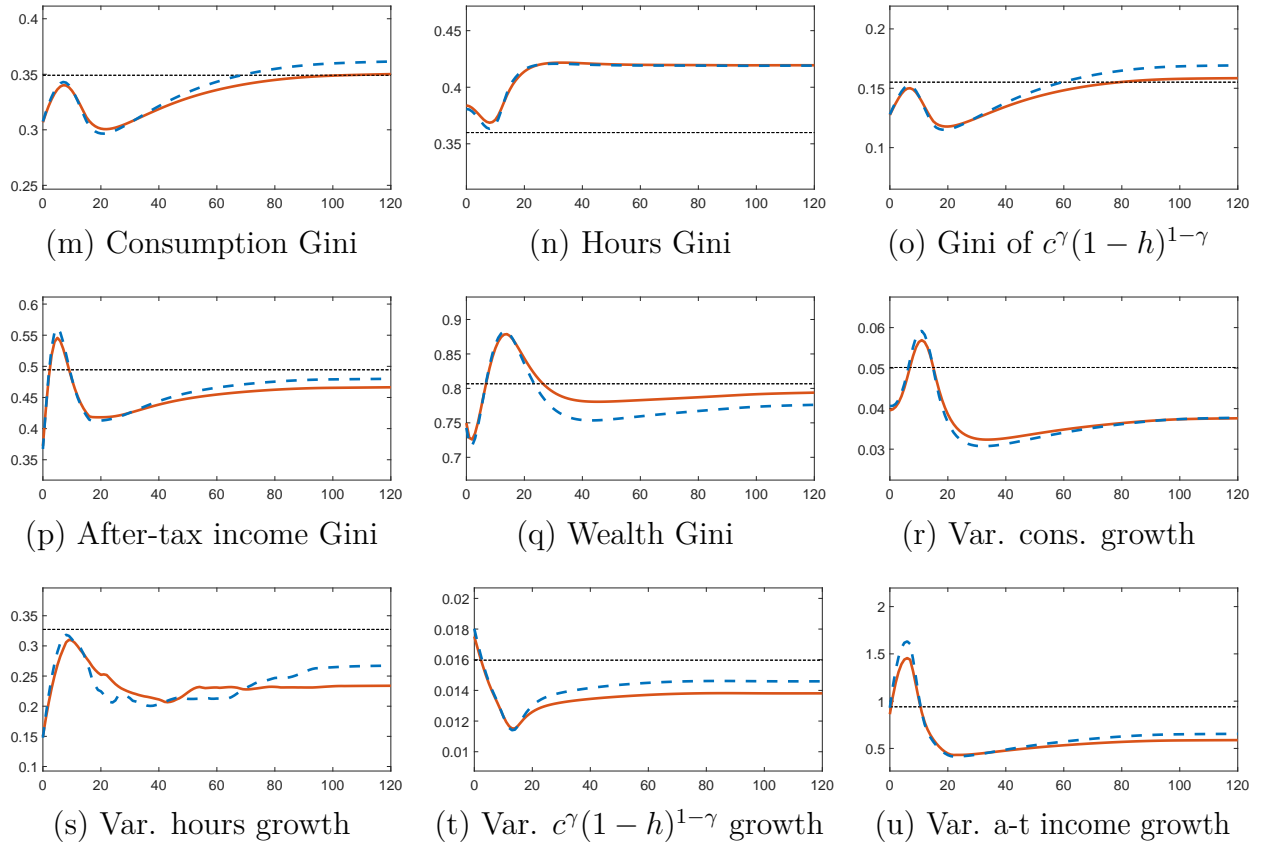 0.4
0.35
0.3
0.25
0 20 40 60 80 100 120
(m) Consumption Gini
0.45
0.4
0.35
0 20 40 60 80 100 120
(n) Hours Gini
0.2
0.15
0.1
0 20 40 60 80 100 120
(o) Gini of c^γ(1 − h)^{1−γ}
0.6
0.55
0.5
0.45
0.4
0.35
0 20 40 60 80 100 120
(p) After-tax income Gini
0.9
0.85
0.8
0.75
0.7
0 20 40 60 80 100 120
(q) Wealth Gini
0.06
0.05
0.04
0.03
0 20 40 60 80 100 120
(r) Var. cons. growth
0.35
0.3
0.25
0.2
0.15
0.1
0 20 40 60 80 100 120
(s) Var. hours growth
0.02
0.018
0.016
0.014
0.012
0.01
0 20 40 60 80 100 120
(t) Var. c^γ(1 − h)^{1−γ} growth
2
1.5
1
0.5
0 20 40 60 80 100 120
(u) Var. a-t income growth